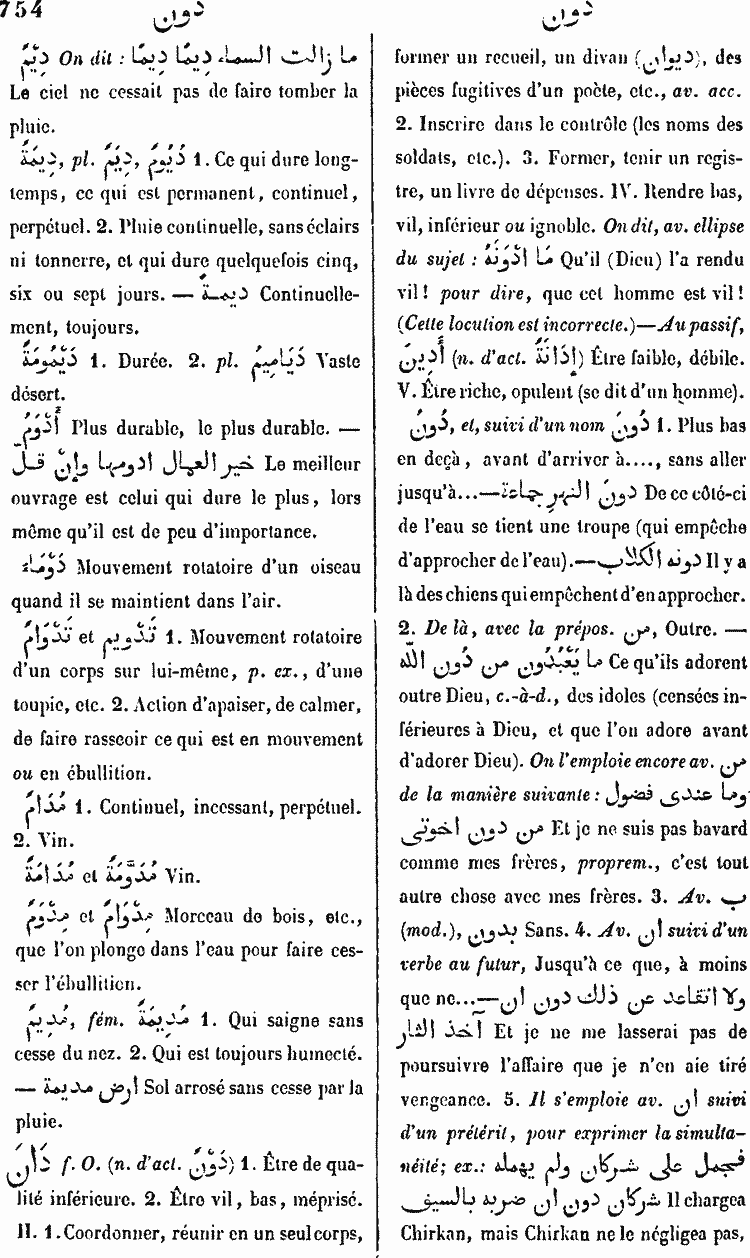 754
دون
دون
دِيَمٌ On dit : ما زالت السماء دِيمًا دِيمًا
Le ciel ne cessait pas de faire tomber la
pluie.
دِيمَةٌ, pl. دِيَمٌ, دُيُومٌ 1. Ce qui dure long-
temps, ce qui est permanent, continuel,
perpétuel. 2. Pluie continuelle, sans éclairs
ni tonnerre, et qui dure quelquefois cinq,
six ou sept jours. — ديمةً Continuelle-
ment, toujours.
دَيْمُومَةٌ 1. Durée. 2. pl. دَيَامِيمُ Vaste
désert.
أَدْوَمُ Plus durable, le plus durable. —
خير العمال ادومها وإِنْ قلّ Le meilleur
ouvrage est celui qui dure le plus, lors
même qu'il est de peu d'importance.
دَوْمَاء Mouvement rotatoire d'un oiseau
quand il se maintient dans l'air.
تَدْوَامٌ et تَدْوِيم 1. Mouvement rotatoire
d'un corps sur lui-même, p. ex., d'une
toupie, etc. 2. Action d'apaiser, de calmer,
de faire rasseoir ce qui est en mouvement
ou en ébullition.
مُدَامٌ 1. Continuel, incessant, perpétuel.
2. Vin.
مُدَامَةٌ et مُدَوَّمَةٌ Vin.
مِدْوَمٌ et مِدْوَامٌ Morceau de bois, etc.,
que l'on plonge dans l'eau pour faire ces-
ser l'ébullition.
مُدِيمٌ, fém. مُدِيمَةٌ 1. Qui saigne sans
cesse du nez. 2. Qui est toujours humecté.
— ارض مديمة Sol arrosé sans cesse par la
pluie.
دَانَ f. O. (n. d'act. دَوْنٌ) 1. Être de qua-
lité inférieure. 2. Être vil, bas, méprisé.
II. 1. Coordonner, réunir en un seul corps,
former un recueil, un divan (ديوان), des
pièces fugitives d'un poète, etc., av. acc.
2. Inscrire dans le contrôle (les noms des
soldats, etc.). 3. Former, tenir un regis-
tre, un livre de dépenses. IV. Rendre bas,
vil, inférieur ou ignoble. On dit, av. ellipse
du sujet : مَا اَدْوَنَهُ Qu'il (Dieu) l'a rendu
vil! pour dire, que cet homme est vil!
(Cette locution est incorrecte.)—Au passif,
أُدِينَ (n. d'act. إِدَانَةٌ) Être faible, débile.
V. Être riche, opulent (se dit d'un homme).
دُونٌ, et, suivi d'un nom دُونَ 1. Plus bas
en deçà, avant d'arriver à...., sans aller
jusqu'à...—دونَ النهر جماعة De ce côté-ci
de l'eau se tient une troupe (qui empêche
d'approcher de l'eau).—دونه الكلاب Il y a
là des chiens qui empêchent d'en approcher.
2. De là, avec la prépos. من, Outre. —
ما يَعْبُدُون من دُون الله Ce qu'ils adorent
outre Dieu, c.-à-d., des idoles (censées in-
férieures à Dieu, et que l'on adore avant
d'adorer Dieu). On l'emploie encore av. من
de la manière suivante : وما عندى فضول
من دون اخوتى Et je ne suis pas bavard
comme mes frères, proprem., c'est tout
autre chose avec mes frères. 3. Av. ب
(mod.), بدون Sans. 4. Av. ان suivi d'un
verbe au futur, Jusqu'à ce que, à moins
que ne...—ولا اتقاعد عن ذلك دون ان
آخذ الثار Et je ne me lasserai pas de
poursuivre l'affaire que je n'en aie tiré
vengeance. 5. Il s'emploie av. ان suivi
d'un prétérit, pour exprimer la simulta-
néité; ex.: فحمل على شركان ولم يهمله
شركان دون ان ضربه بالسيف Il chargea
Chirkan, mais Chirkan ne le négligea pas,